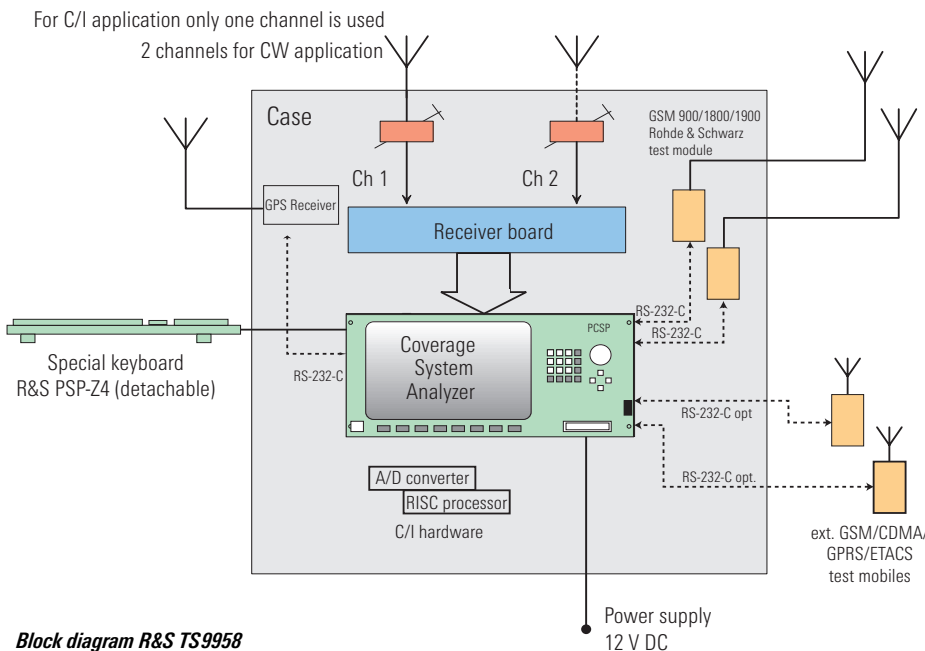 For C/I application only one channel is used
2 channels for CW application
Case
GSM 900/1800/1900
Rohde & Schwarz
test module
Ch 1
Ch 2
GPS Receiver
Receiver board
RS-232-C
RS-232-C
PCSP
Coverage
System
Analyzer
Special keyboard
R&S PSP-Z4 (detachable)
RS-232-C
RS-232-C opt
RS-232-C opt.
A/D converter
RISC processor
C/I hardware
ext. GSM/CDMA/
GPRS/ETACS
test mobiles
Power supply
12 V DC
Block diagram R&S TS9958